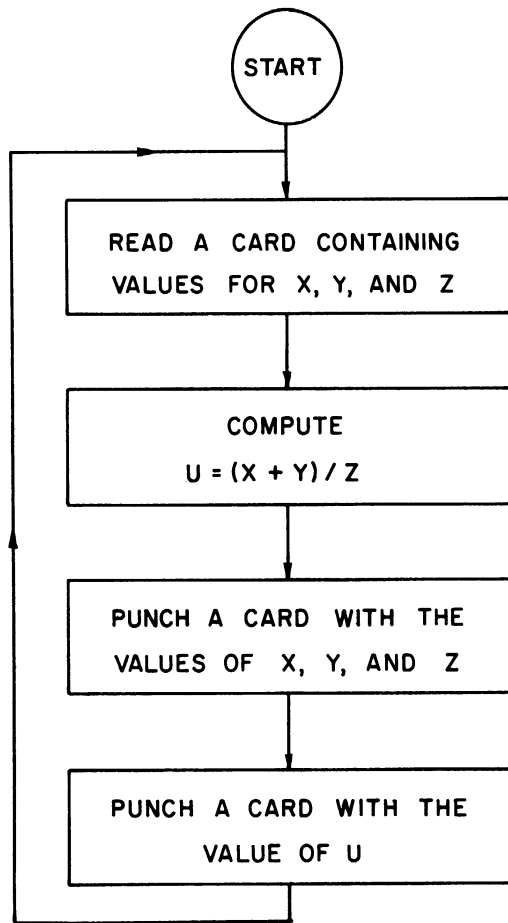 START
READ A CARD CONTAINING
VALUES FOR X, Y, AND Z
COMPUTE
U = (X + Y) / Z
PUNCH A CARD WITH THE
VALUES OF X, Y, AND Z
PUNCH A CARD WITH THE
VALUE OF U